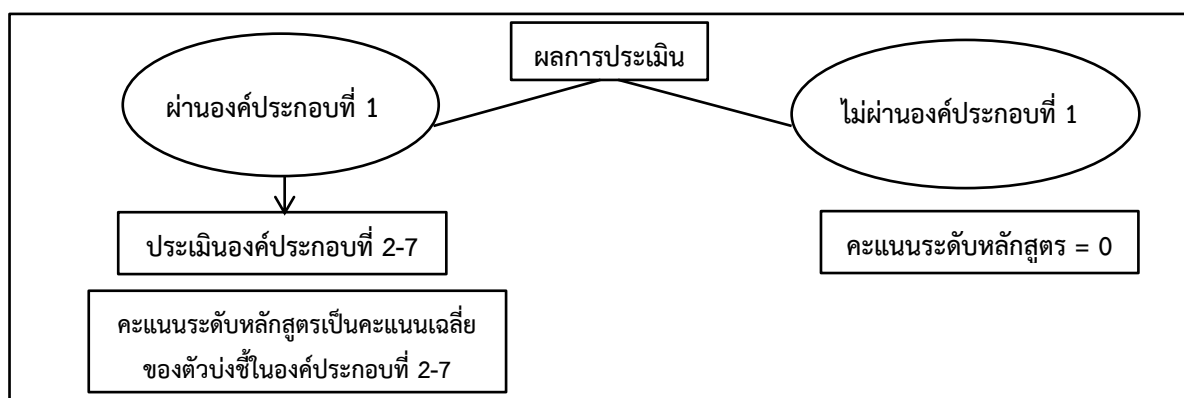 ผลการประเมิน
ผ่านองค์ประกอบที่ 1
ไม่ผ่านองค์ประกอบที่ 1
ประเมินองค์ประกอบที่ 2-7
คะแนนระดับหลักสูตร = 0
คะแนนระดับหลักสูตรเป็นคะแนนเฉลี่ย
ของตัวบ่งชี้ในองค์ประกอบที่ 2-7